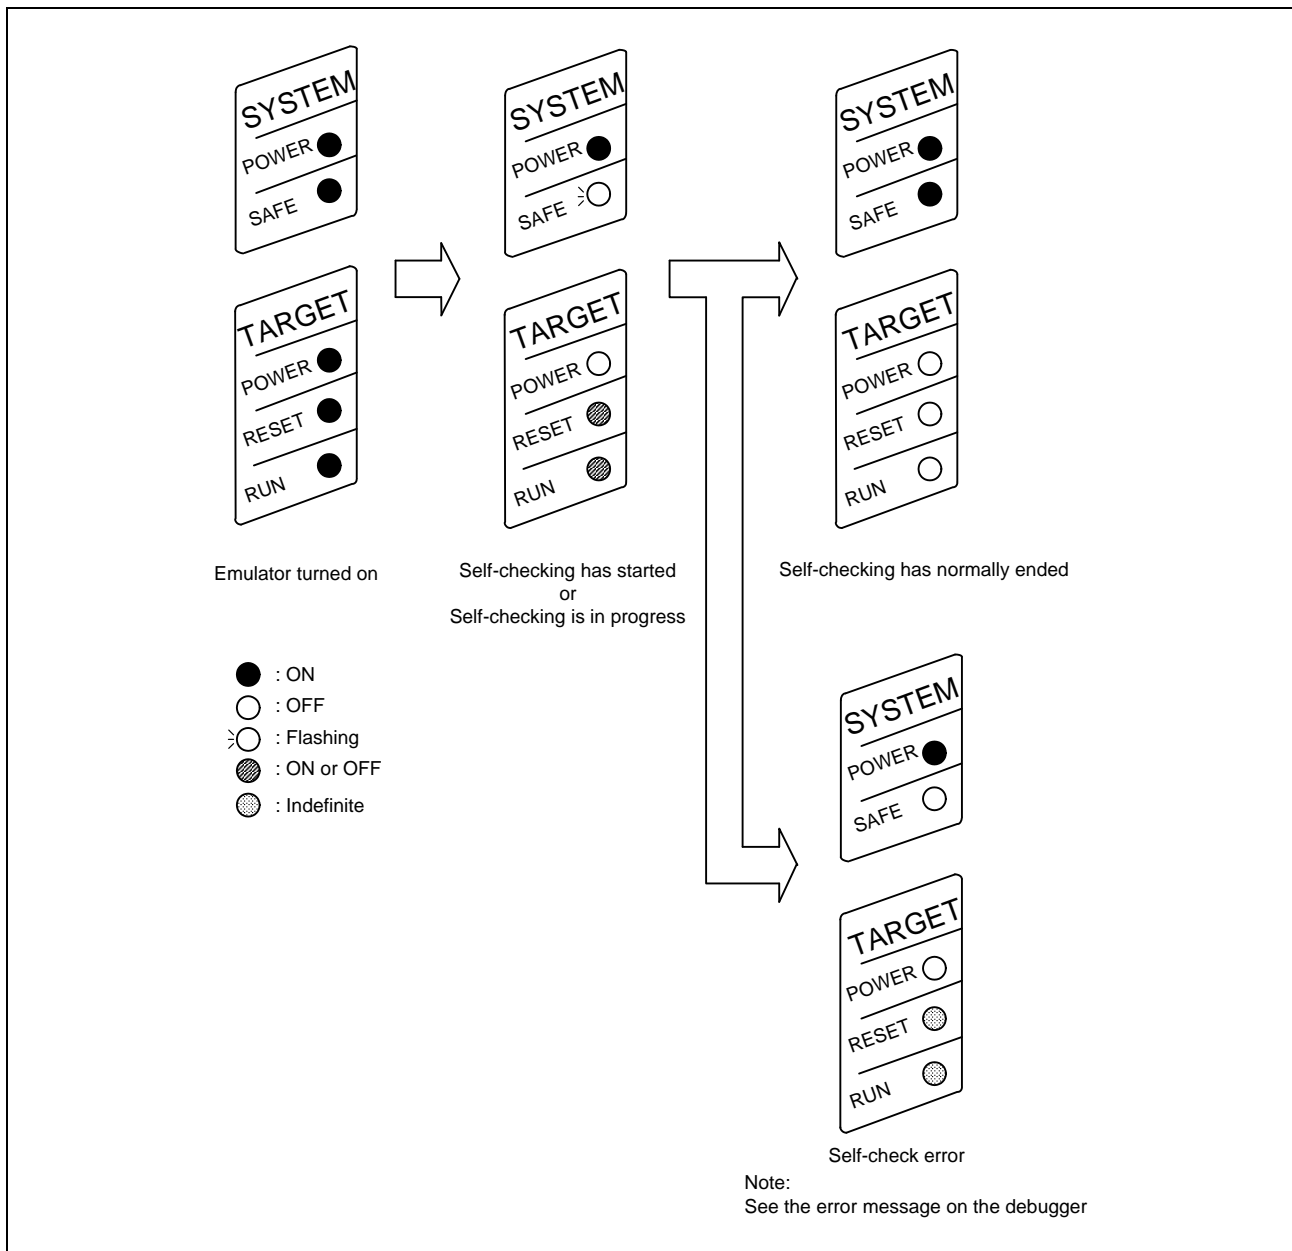 SYSTEM
POWER
SAFE
TARGET
POWER
RESET
RUN
Emulator turned on
SYSTEM
POWER
SAFE
TARGET
POWER
RESET
RUN
Self-checking has started
or
Self-checking is in progress
SYSTEM
POWER
SAFE
TARGET
POWER
RESET
RUN
Self-checking has normally ended
: ON
: OFF
: Flashing
: ON or OFF
: Indefinite
SYSTEM
POWER
SAFE
TARGET
POWER
RESET
RUN
Self-check error
Note:
See the error message on the debugger